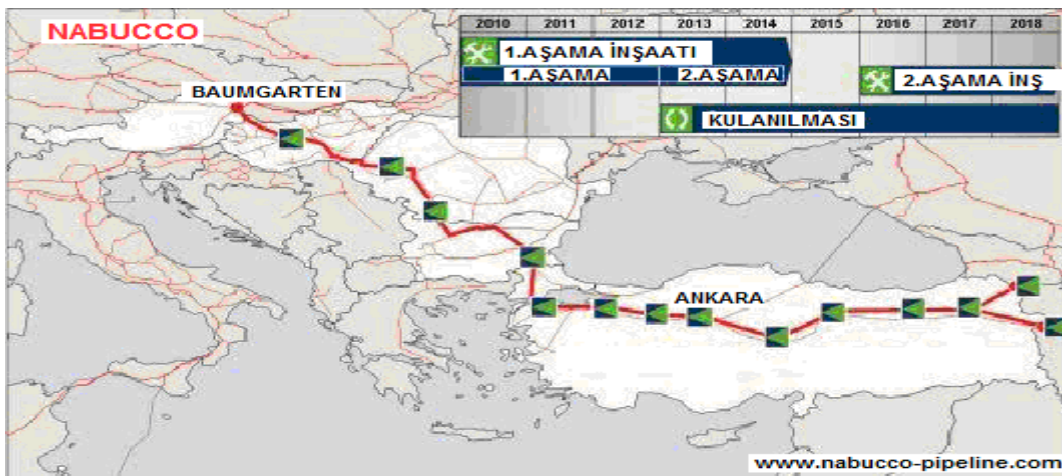 NABUCCO
2010 2011 2012 2013 2014 2015 2016 2017 2018
1.AŞAMA İNŞAATI
1.AŞAMA 2.AŞAMA
2.AŞAMA İNŞ
KULANILMASI
BAUMGARTEN
ANKARA
www.nabucco-pipeline.com